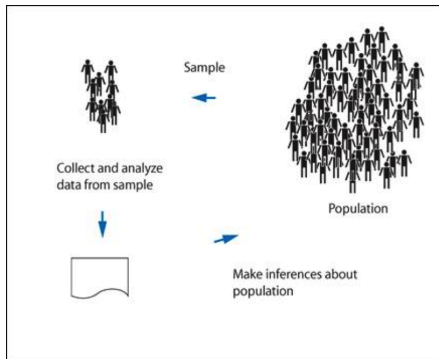 Sample
Collect and analyze
data from sample
Population
Make inferences about
population